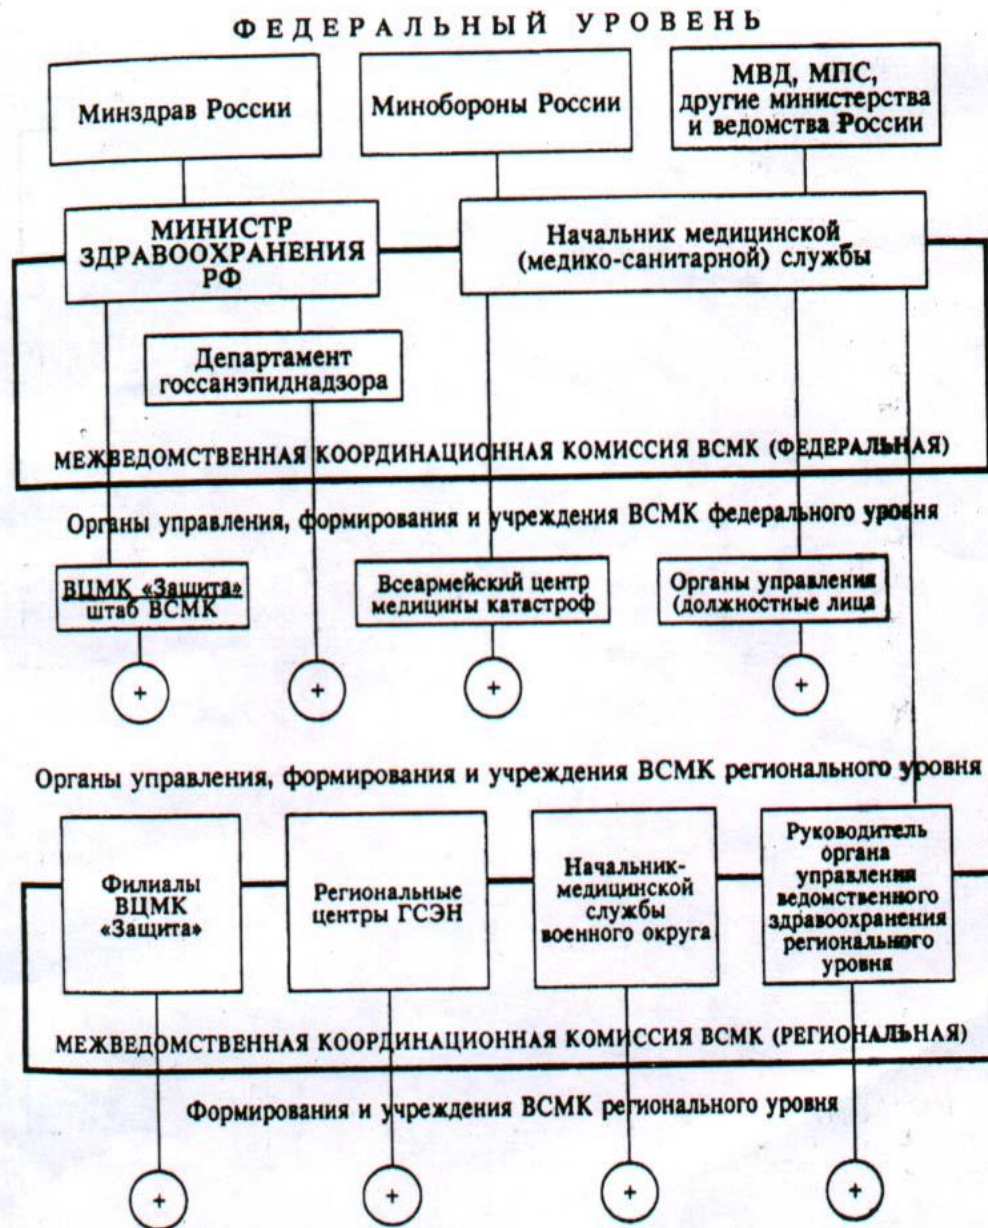 ФЕДЕРАЛЬНЫЙ УРОВЕНЬ
Минздрав России
Минобороны России
МВД, МПС,
другие министерства
и ведомства России
МИНИСТР
ЗДРАВООХРАНЕНИЯ
РФ
Начальник медицинской
(медико-санитарной) службы
Департамент
госсанэпиднадзора
МЕЖВЕДОМСТВЕННАЯ КООРДИНАЦИОННАЯ КОМИССИЯ ВСМК (ФЕДЕРАЛЬНАЯ)
Органы управления, формирования и учреждения ВСМК федерального уровня
ВЦМК «Защита»
штаб ВСМК
Всеармейский центр
медицины катастроф
Органы управления
(должностные лица
+
+
+
+
Органы управления, формирования и учреждения ВСМК регионального уровня
Филиалы
ВЦМК
«Защита»
Региональные
центры ГСЭН
Начальник-
медицинской
службы
военного округа
Руководитель
органа
управления
ведомственного
здравоохранения
регионального
уровня
МЕЖВЕДОМСТВЕННАЯ КООРДИНАЦИОННАЯ КОМИССИЯ ВСМК (РЕГИОНАЛЬНАЯ)
Формирования и учреждения ВСМК регионального уровня
+
+
+
+